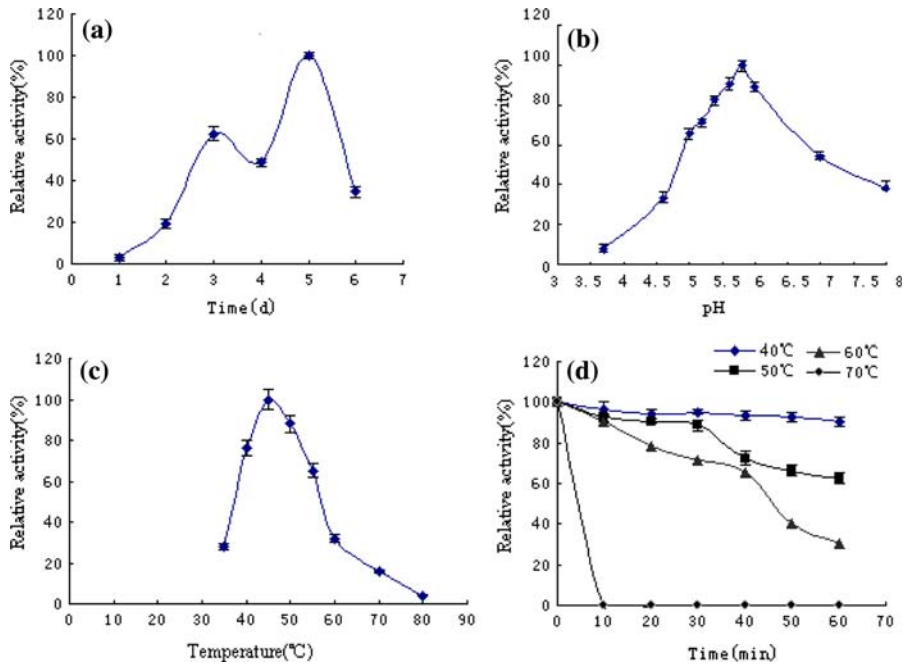 (a)
Relative activity(%)
120
100
80
60
40
20
0
0 1 2 3 4 5 6 7
Time(d)
(b)
Relative activity(%)
120
100
80
60
40
20
0
3 3.5 4 4.5 5 5.5 6 6.5 7 7.5 8
pH
(c)
Relative activity(%)
120
100
80
60
40
20
0
0 10 20 30 40 50 60 70 80 90
Temperature(℃)
(d)
40℃ 60℃
50℃ 70℃
Relative activity(%)
120
100
80
60
40
20
0
0 10 20 30 40 50 60 70
Time(min)